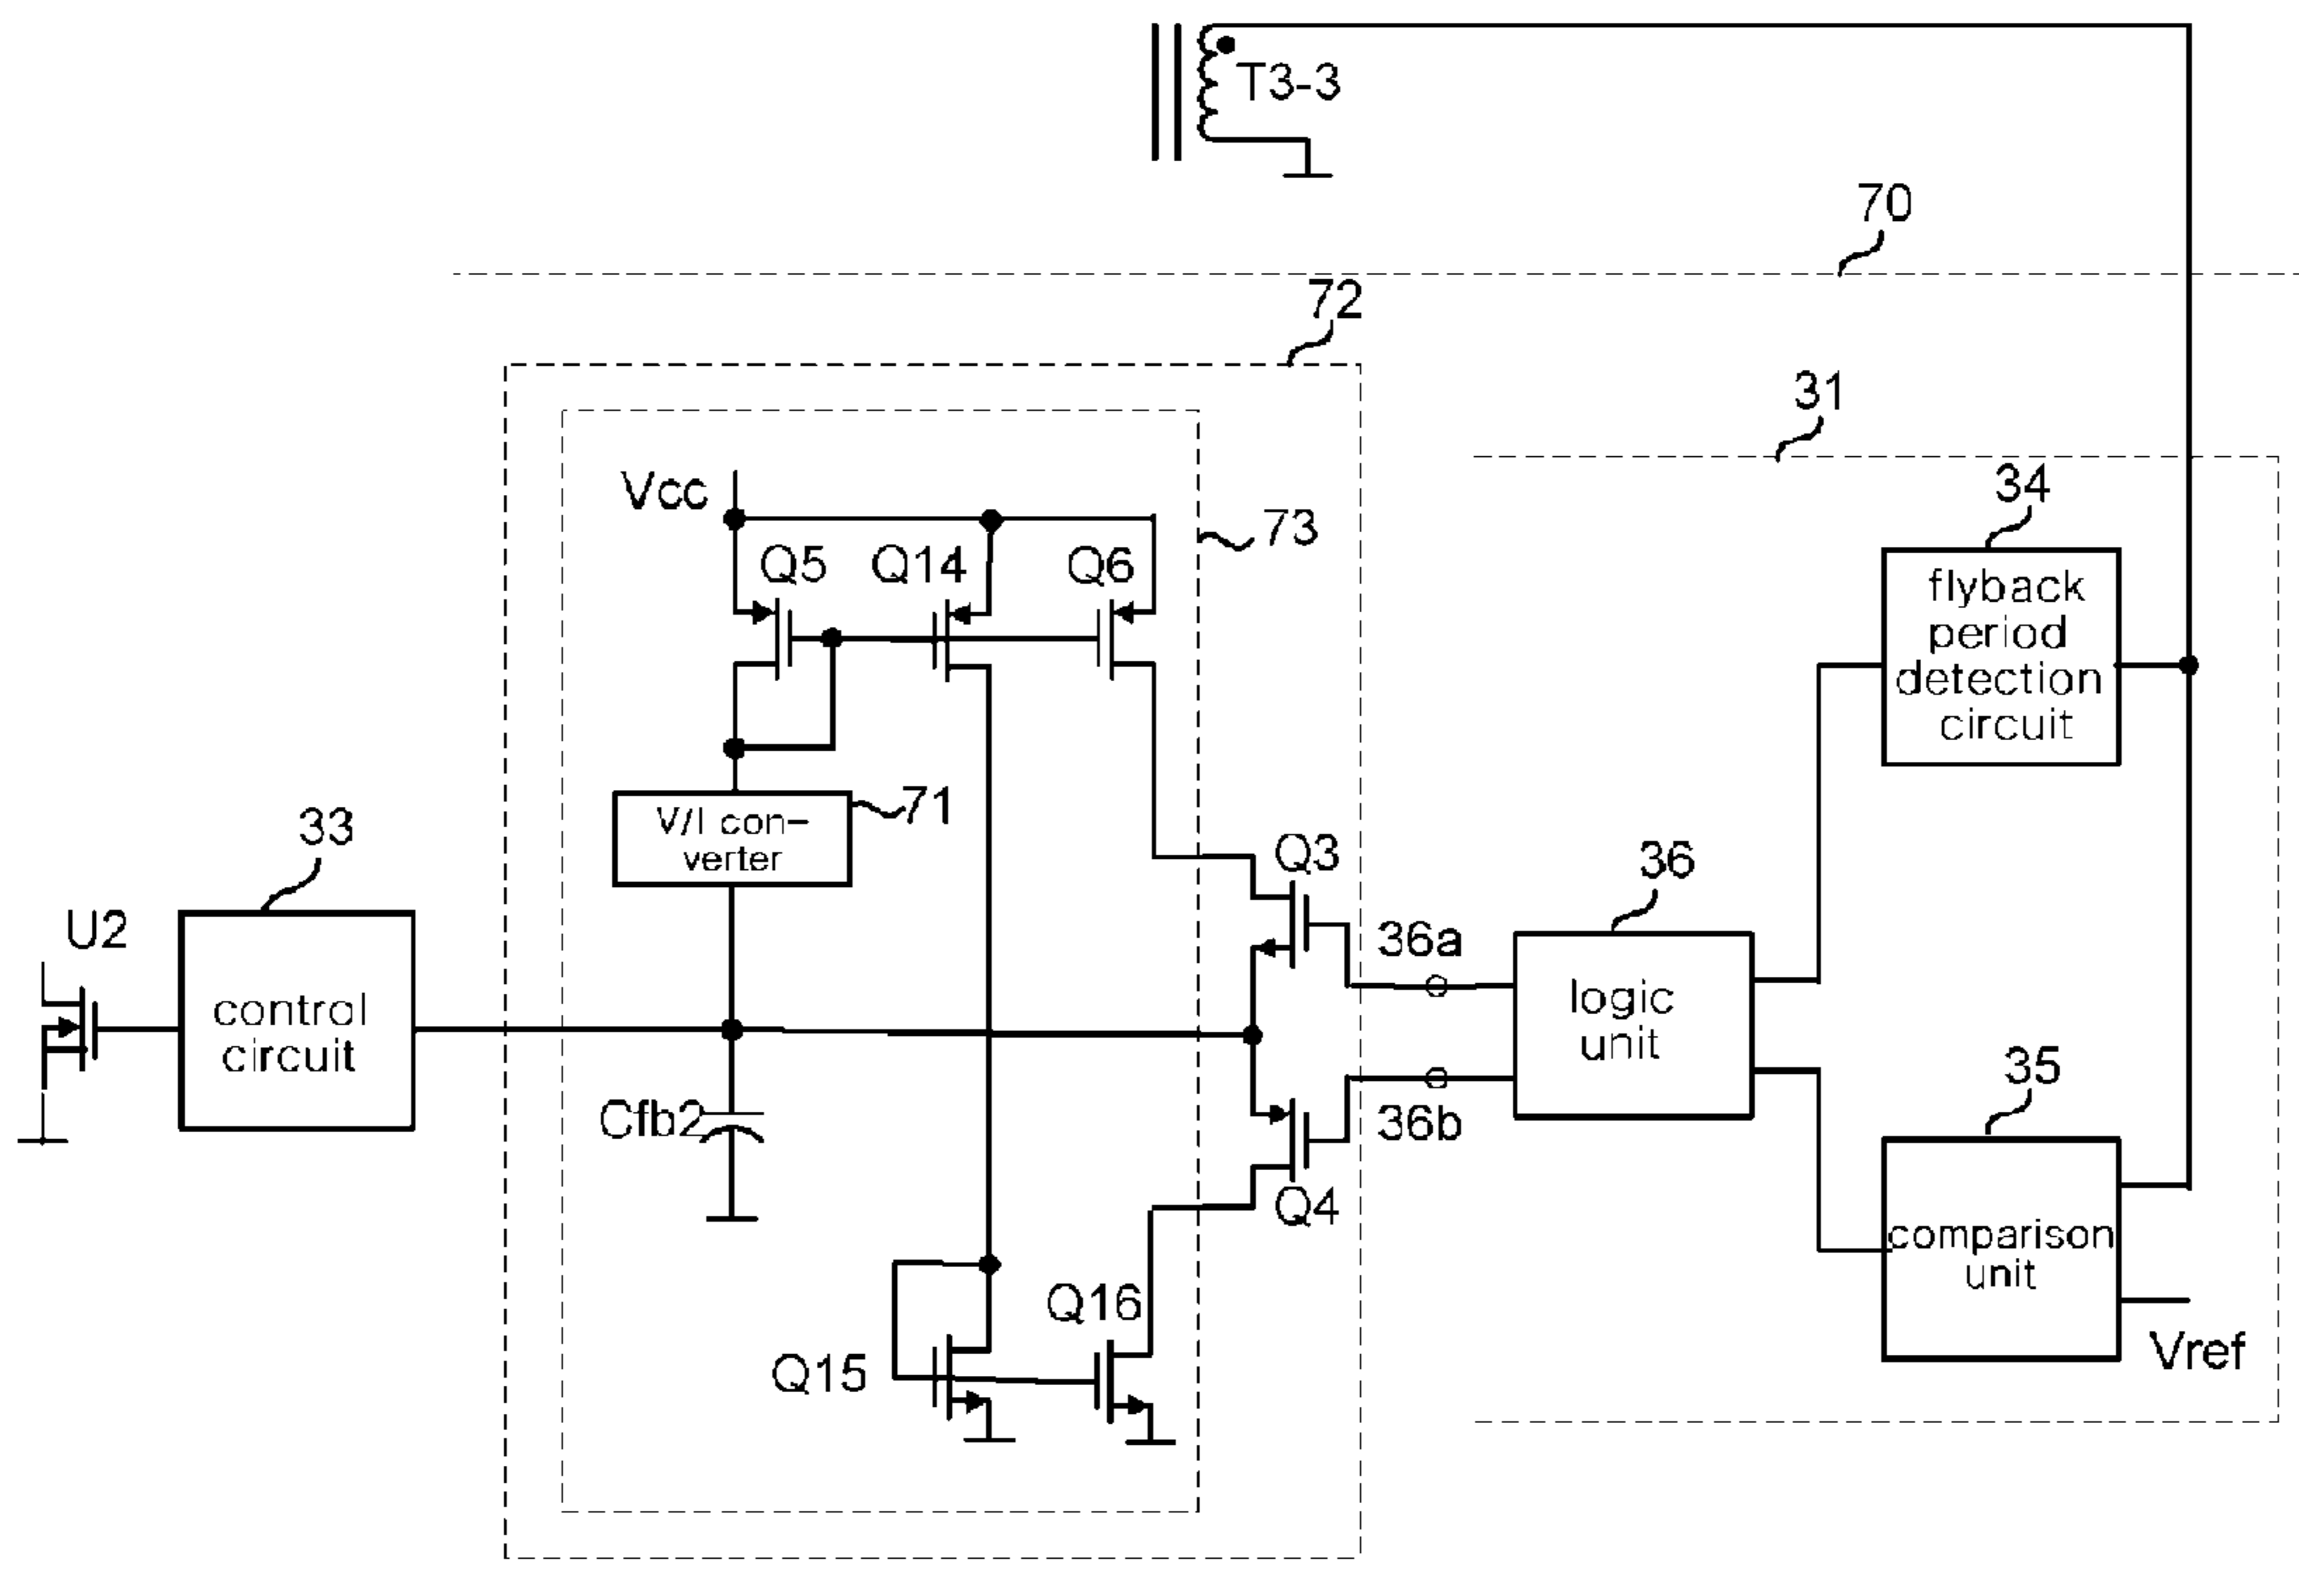 T3-3
70
72
31
Vcc
73
34
Q5
Q14
Q6
flyback
period
detection
circuit
71
V/I con-
verter
33
Q3
36
U2
36a
control
circuit
logic
unit
35
Cfb2
36b
Q4
comparison
unit
Q16
Q15
Vref